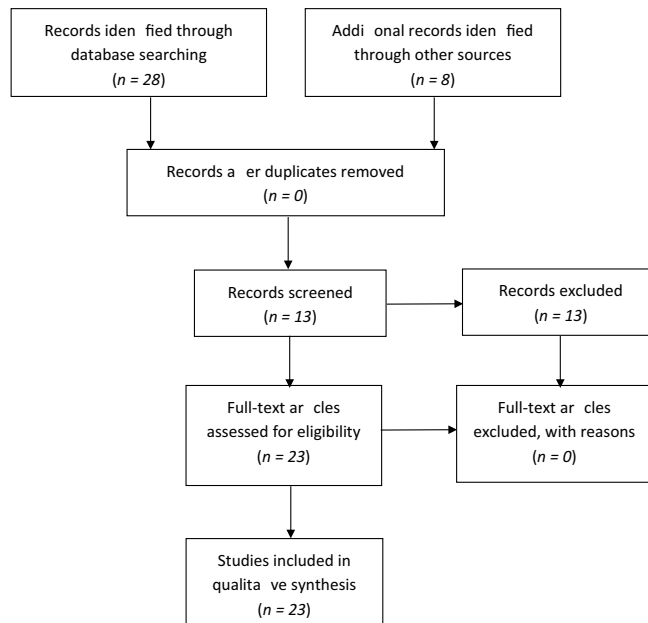 Records iden fied through
database searching
(n = 28)
Addi onal records iden fied
through other sources
(n = 8)
Records a er duplicates removed
(n = 0)
Records screened
(n = 13)
Records excluded
(n = 13)
Full-text ar cles
assessed for eligibility
(n = 23)
Full-text ar cles
excluded, with reasons
(n = 0)
Studies included in
qualita ve synthesis
(n = 23)